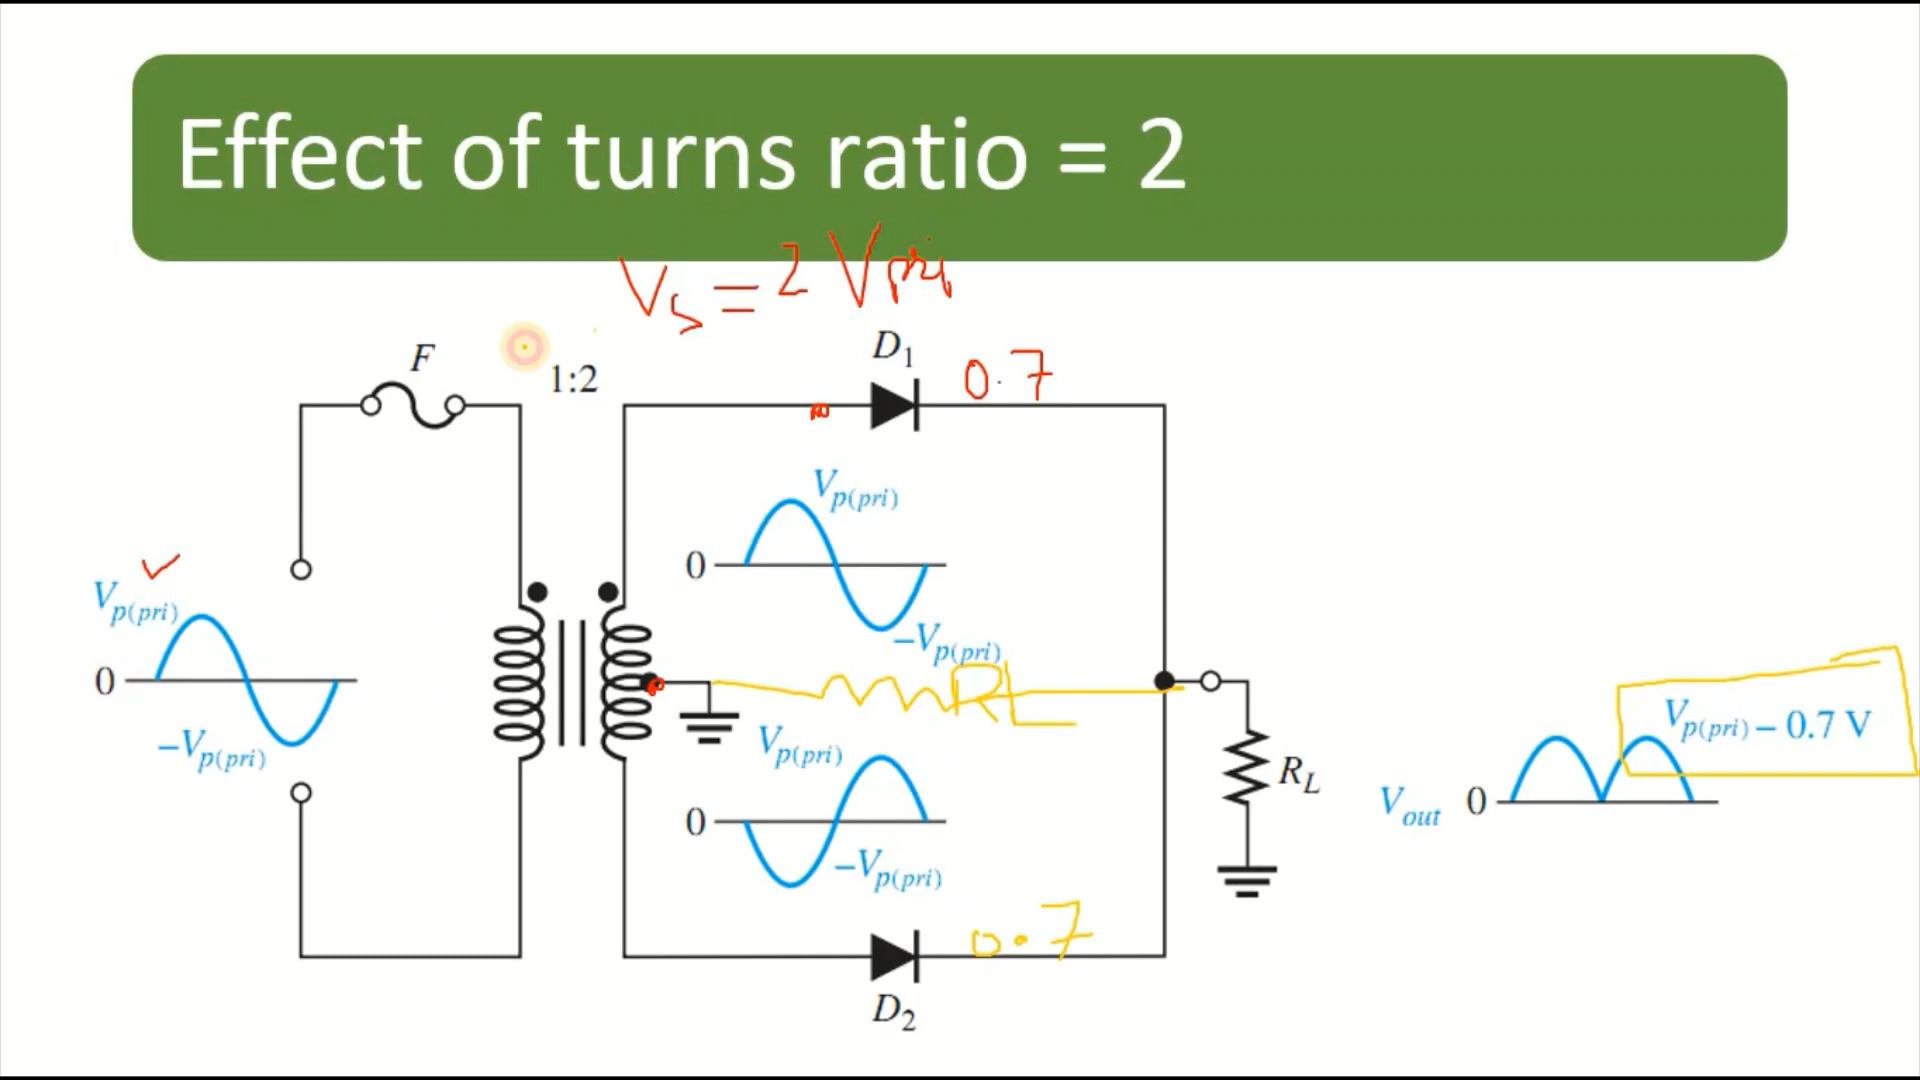 Effect of turns ratio = 2
Vs = 2 Vpri
F
1:2
D1
0.7
Vp(pri)
0
–Vp(pri)
Vp(pri)
0
–Vp(pri)
RL
Vp(pri)
0
–Vp(pri)
RL
Vp(pri) – 0.7 V
Vout 0
0.7
D2